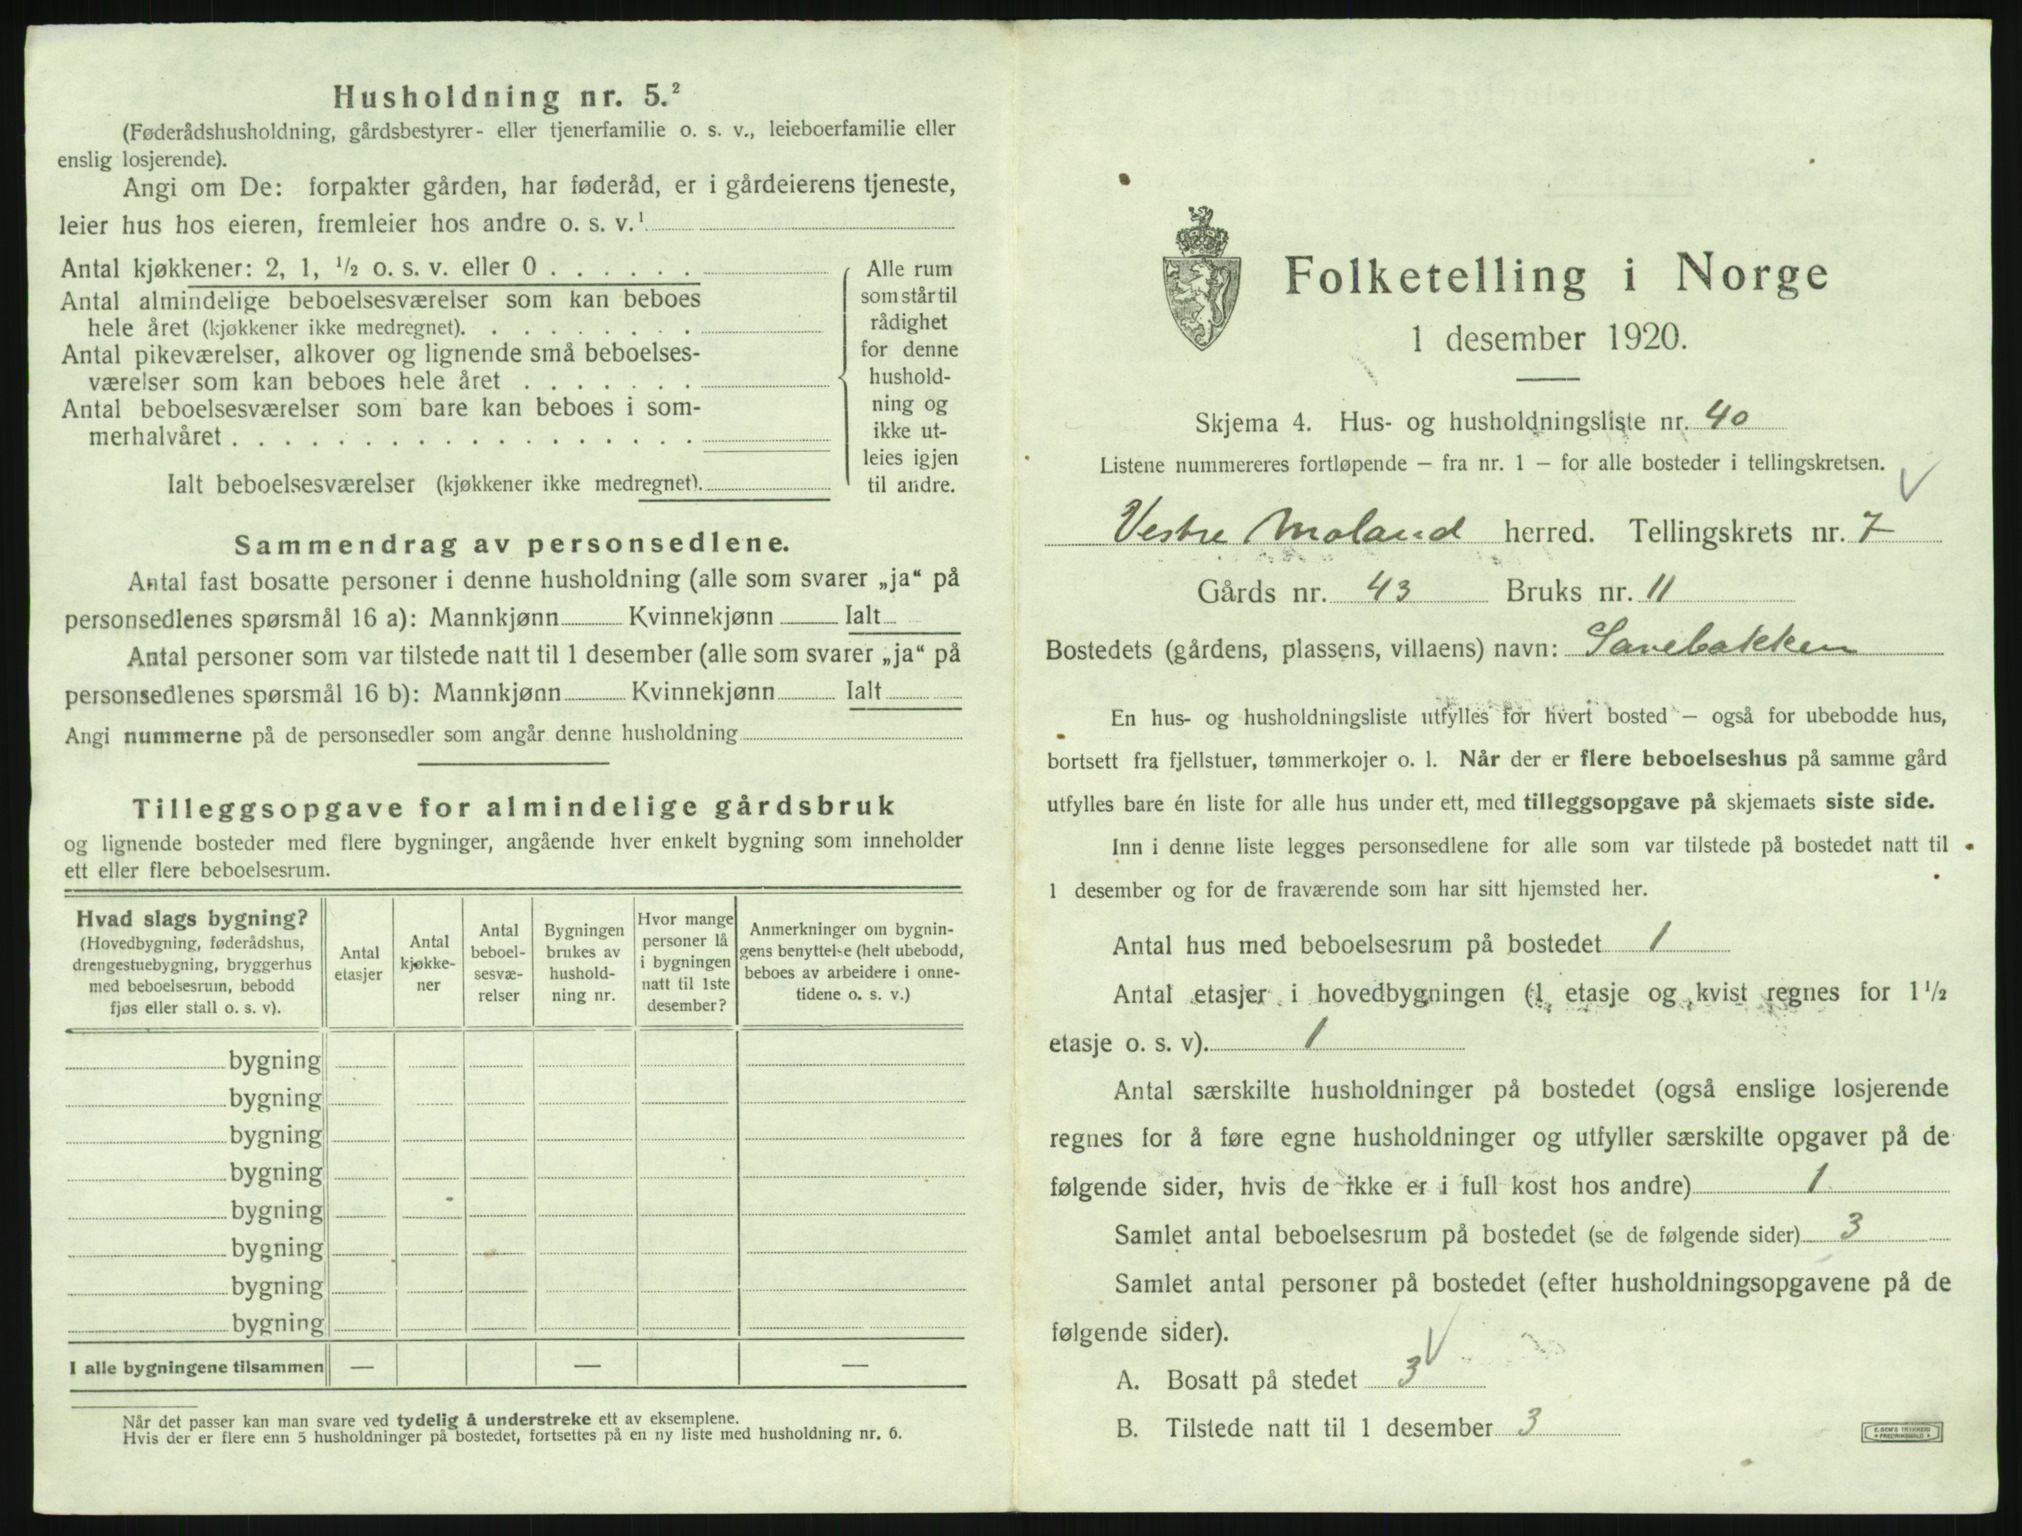 Husholdning nr. 5.²
(Føderådshusholdning, gårdsbestyrer- eller tjenerfamilie o. s. v., leieboerfamilie eller
enslig losjerende).
Angi om De: forpakter gården, har føderåd, er i gårdeierens tjeneste,
leier hus hos eieren, fremleier hos andre o. s. v.¹
Antal kjøkkener: 2, 1, ½ o. s. v. eller 0 . . . . . .
Antal almindelige beboelsesværelser som kan beboes
hele året (kjøkkener ikke medregnet). . . . . . . . .
Antal pikeværelser, alkover og lignende små beboelses-
værelser som kan beboes hele året . . . . . . .
Antal beboelsesværelser som bare kan beboes i som-
merhalvåret . . . . . . . . . . . . . . . . . .
Ialt beboelsesværelser (kjøkkener ikke medregnet).
Alle rum
som står til
rådighet
for denne
hushold-
ning og
ikke ut-
leies igjen
til andre.
Sammendrag av personsedlene.
Antal fast bosatte personer i denne husholdning (alle som svarer „ja“ på
personsedlenes spørsmål 16 a): Mannkjønn Kvinnekjønn Ialt
Antal personer som var tilstede natt til 1 desember (alle som svarer „ja“ på
personsedlenes spørsmål 16 b): Mannkjønn Kvinnekjønn Ialt
Angi nummerne på de personsedler som angår denne husholdning
Tilleggsopgave for almindelige gårdsbruk
og lignende bosteder med flere bygninger, angående hver enkelt bygning som inneholder
ett eller flere beboelsesrum.
Hvad slags bygning?
(Hovedbygning, føderådshus,
drengestuebygning, bryggerhus
med beboelsesrum, bebodd
fjøs eller stall o. s. v).
Antal
etasjer
Antal
kjøkke-
ner
Antal
beboel-
sesvæ-
relser
Bygningen
brukes av
hushold-
ning nr.
Hvor mange
personer lå
i bygningen
natt til 1ste
desember?
Anmerkninger om bygnin-
gens benyttelse (helt ubebodd,
beboes av arbeidere i onne-
tidene o. s. v.)
bygning
bygning
bygning
bygning
bygning
bygning
bygning
bygning
I alle bygningene tilsammen — — —
Når det passer kan man svare ved tydelig å understreke ett av eksemplene.
Hvis der er flere enn 5 husholdninger på bostedet, fortsettes på en ny liste med husholdning nr. 6.
Folketelling i Norge
1 desember 1920.
Skjema 4. Hus- og husholdningsliste nr. 40
Listene nummereres fortløpende – fra nr. 1 – for alle bosteder i tellingskretsen.
Vestre Moland herred. Tellingskrets nr. 7
Gårds nr. 43 Bruks nr. 11
Bostedets (gårdens, plassens, villaens) navn:
En hus- og husholdningsliste utfylles for hvert bosted – også for ubebodde hus,
bortsett fra fjellstuer, tømmerkojer o. l. Når der er flere beboelseshus på samme gård
utfylles bare én liste for alle hus under ett, med tilleggsopgave på skjemaets siste side.
Inn i denne liste legges personsedlene for alle som var tilstede på bostedet natt til
1 desember og for de fraværende som har sitt hjemsted her.
Antal hus med beboelsesrum på bostedet 1
Antal etasjer i hovedbygningen (1 etasje og kvist regnes for 1½
etasje o. s. v). 1
Antal særskilte husholdninger på bostedet (også enslige losjerende
regnes for å føre egne husholdninger og utfyller særskilte opgaver på de
følgende sider, hvis de ikke er i full kost hos andre) 1
Samlet antal beboelsesrum på bostedet (se de følgende sider) 3
Samlet antal personer på bostedet (efter husholdningsopgavene på de
følgende sider).
A. Bosatt på stedet 3
B. Tilstede natt til 1 desember 3